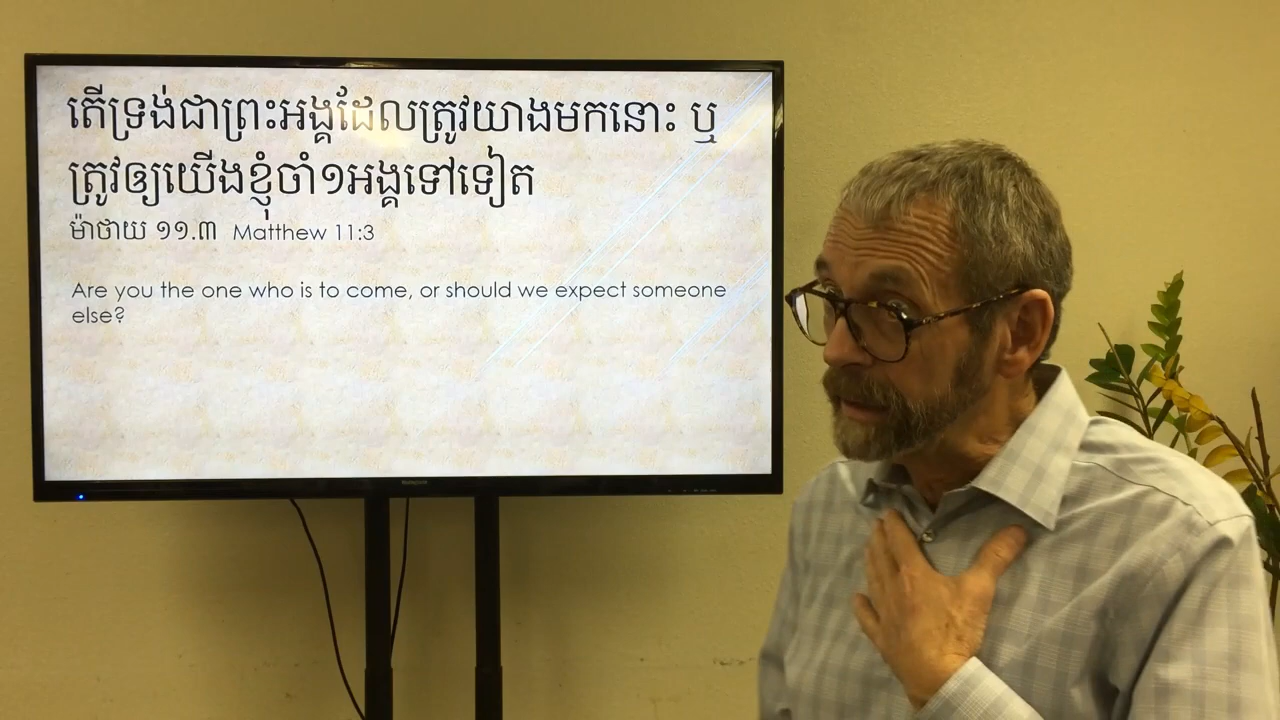 តើទ្រង់ជាព្រះអង្គដែលត្រូវយាងមកនោះ ឬ
ត្រូវឲ្យយើងខ្ញុំចាំ១អង្គទៅទៀត
ម៉ាថាយ ១១.៣ Matthew 11:3
Are you the one who is to come, or should we expect someone
else?